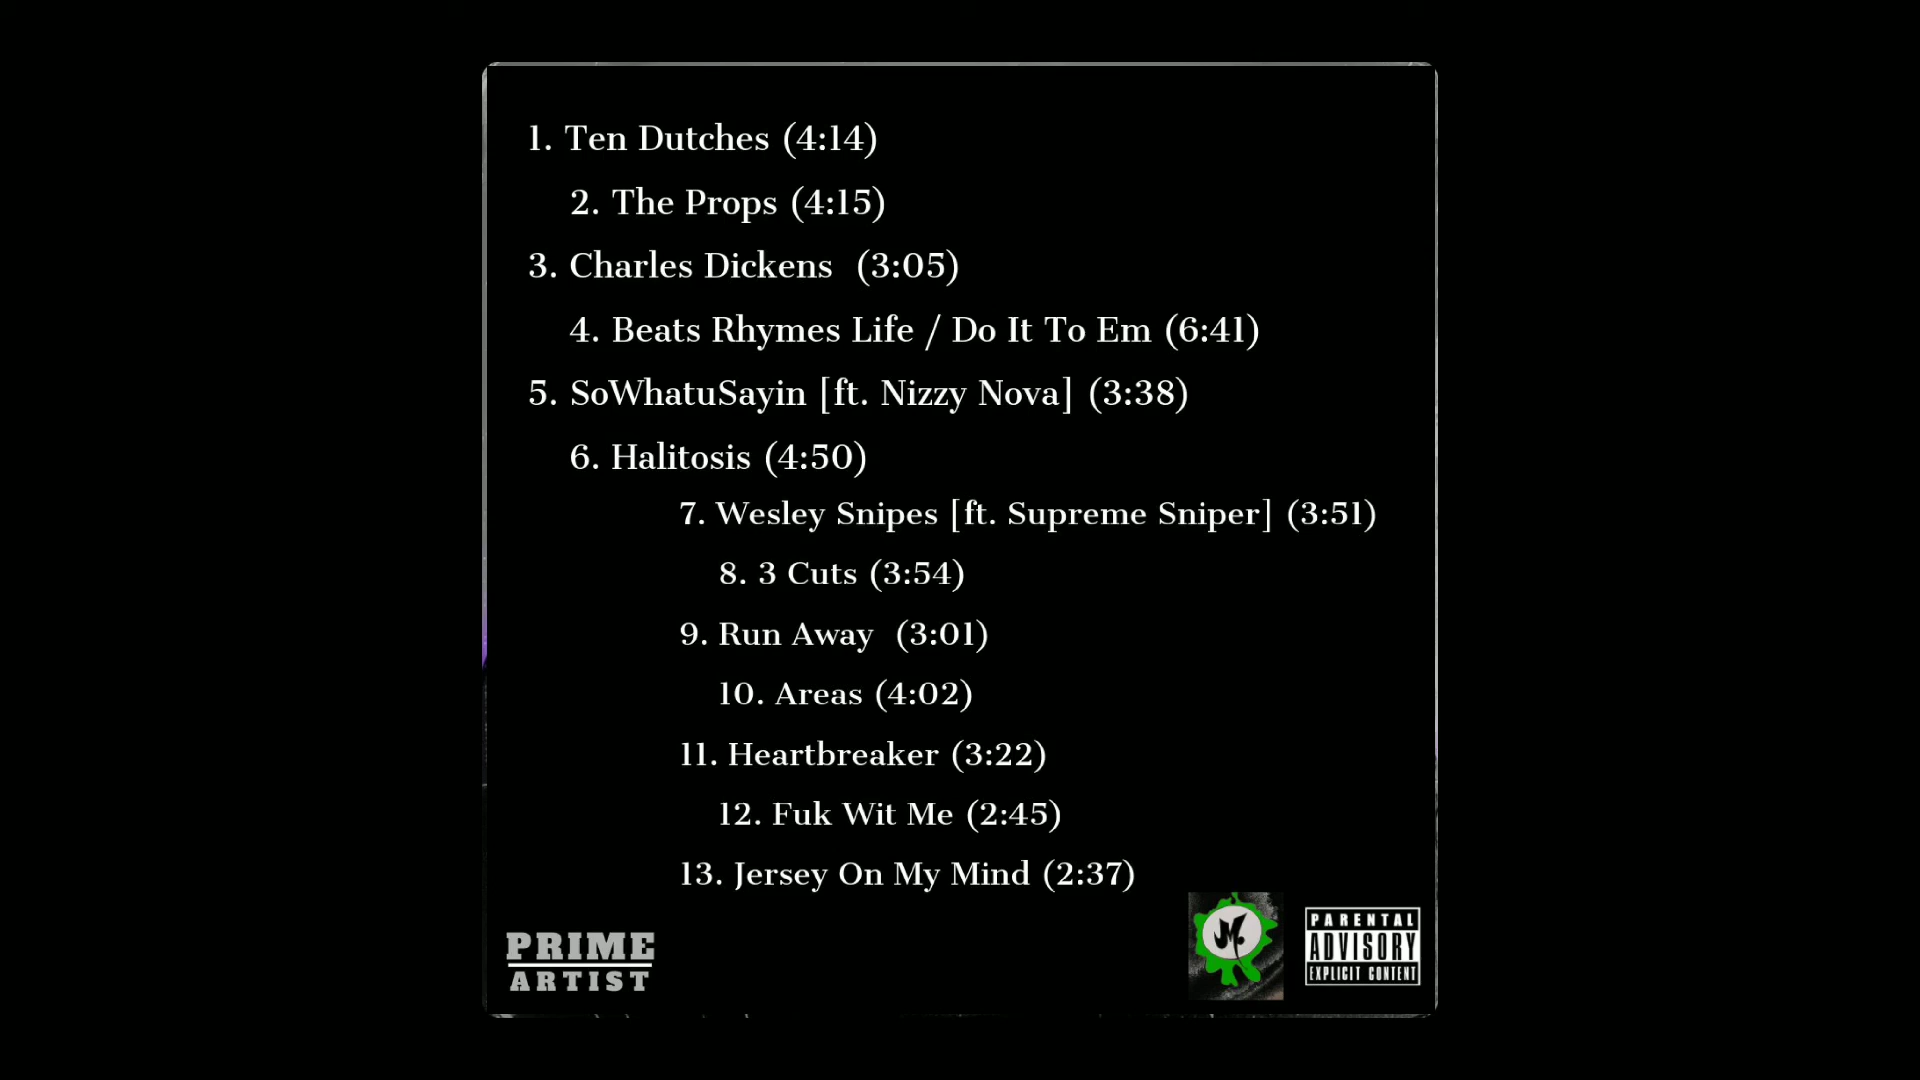 1. Ten Dutches (4:14)
2. The Props (4:15)
3. Charles Dickens  (3:05)
4. Beats Rhymes Life / Do It To Em (6:41)
5. SoWhatuSayin [ft. Nizzy Nova] (3:38)
6. Halitosis (4:50)
7. Wesley Snipes [ft. Supreme Sniper] (3:51)
8. 3 Cuts (3:54)
9. Run Away  (3:01)
10. Areas (4:02)
11. Heartbreaker (3:22)
12. Fuk Wit Me (2:45)
13. Jersey On My Mind (2:37)
PRIME
ARTIST
JM.
PARENTAL
ADVISORY
EXPLICIT CONTENT